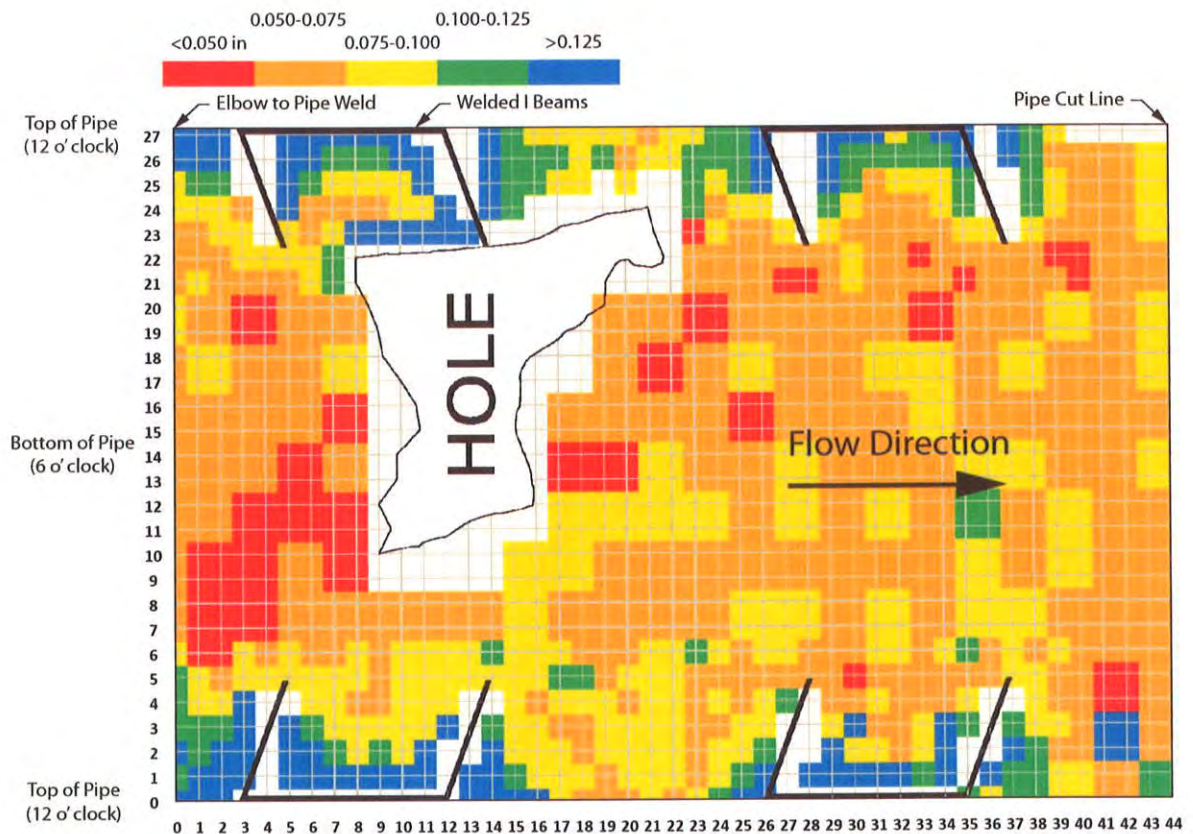 0.050-0.075 0.100-0.125
<0.050 in 0.075-0.100 >0.125
Elbow to Pipe Weld Welded I Beams Pipe Cut Line
Top of Pipe
(12 o'clock)
27
26
25
24
23
22
21
20
19
18
17
16
15
14
13
12
11
10
9
8
7
6
5
4
3
2
1
0
HOLE
Bottom of Pipe
(6 o'clock)
Flow Direction
Top of Pipe
(12 o'clock)
0 1 2 3 4 5 6 7 8 9 10 11 12 13 14 15 16 17 18 19 20 21 22 23 24 25 26 27 28 29 30 31 32 33 34 35 36 37 38 39 40 41 42 43 44